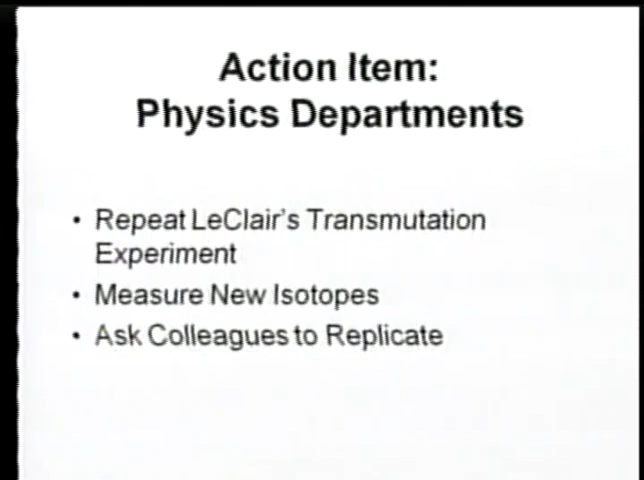 Action Item:
Physics Departments
• Repeat LeClair's Transmutation
Experiment
• Measure New Isotopes
• Ask Colleagues to Replicate